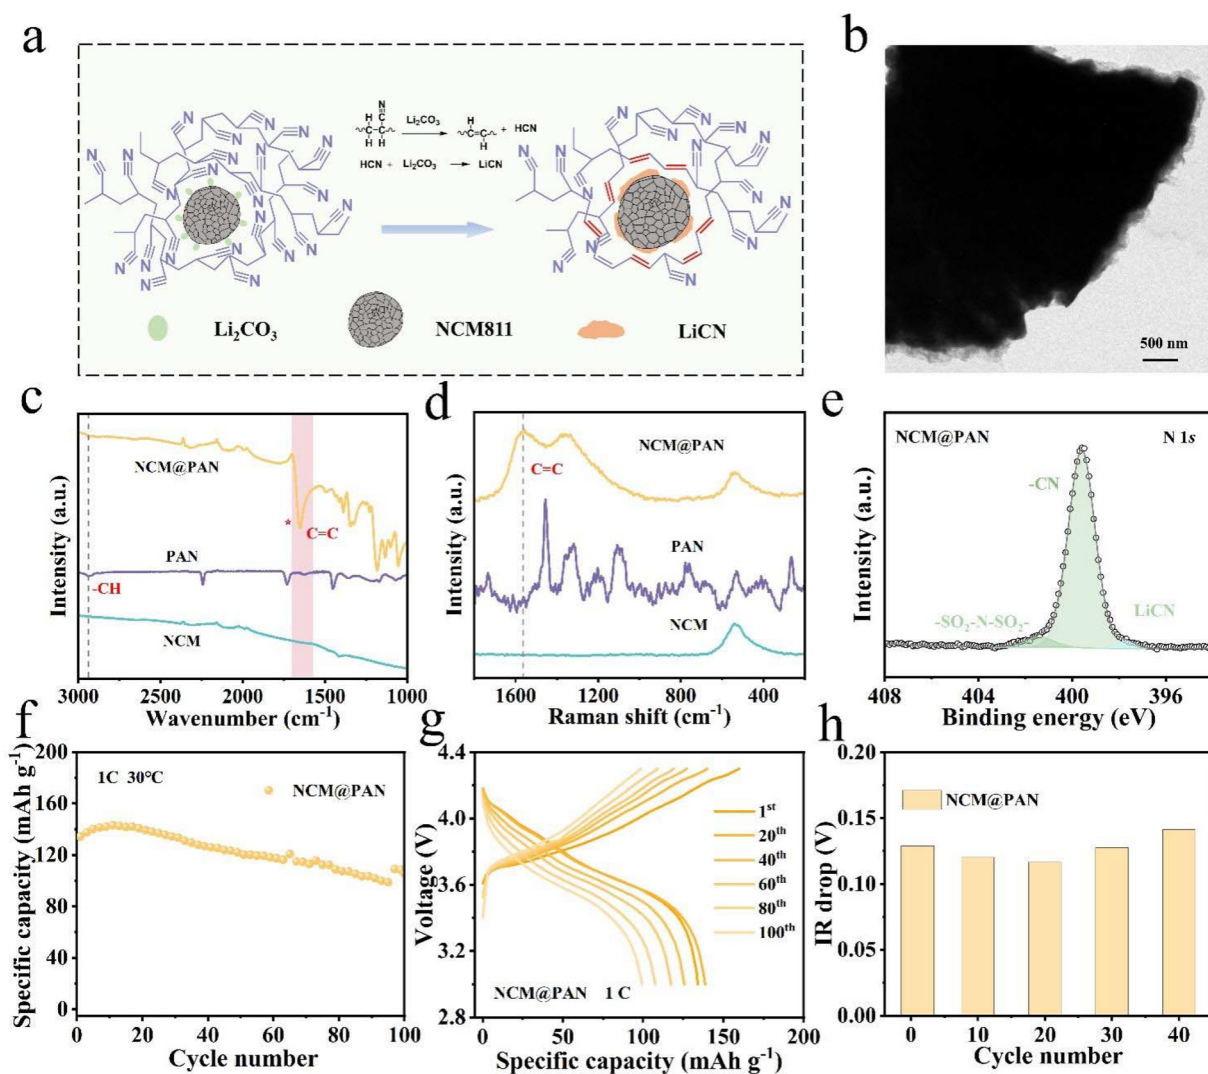 a
N N N N N N N N N N N N N N N N N N
H C≡N
~C-C~
H H
Li₂CO₃
+ HCN
HCN + Li₂CO₃ → LiCN
Li₂CO₃
NCM811
LiCN
b
500 nm
c
NCM@PAN
*
C=C
PAN
-CH
NCM
Intensity (a.u.)
3000 2500 2000 1500 1000
Wavenumber (cm⁻¹)
d
NCM@PAN
C=C
PAN
NCM
Intensity (a.u.)
1600 1200 800 400
Raman shift (cm⁻¹)
e
NCM@PAN
N 1s
-CN
-SO₂-N-SO₂-
LiCN
Intensity (a.u.)
408 404 400 396
Binding energy (eV)
f
1C 30°C
NCM@PAN
Specific capacity (mAh g⁻¹)
200
160
120
80
40
0
0 20 40 60 80 100
Cycle number
g
1ˢᵗ
20ᵗʰ
40ᵗʰ
60ᵗʰ
80ᵗʰ
100ᵗʰ
NCM@PAN 1 C
Voltage (V)
4.4
4.0
3.6
3.2
2.8
0 50 100 150 200
Specific capacity (mAh g⁻¹)
h
NCM@PAN
IR drop (V)
0.20
0.15
0.10
0.05
0.00
0 10 20 30 40
Cycle number